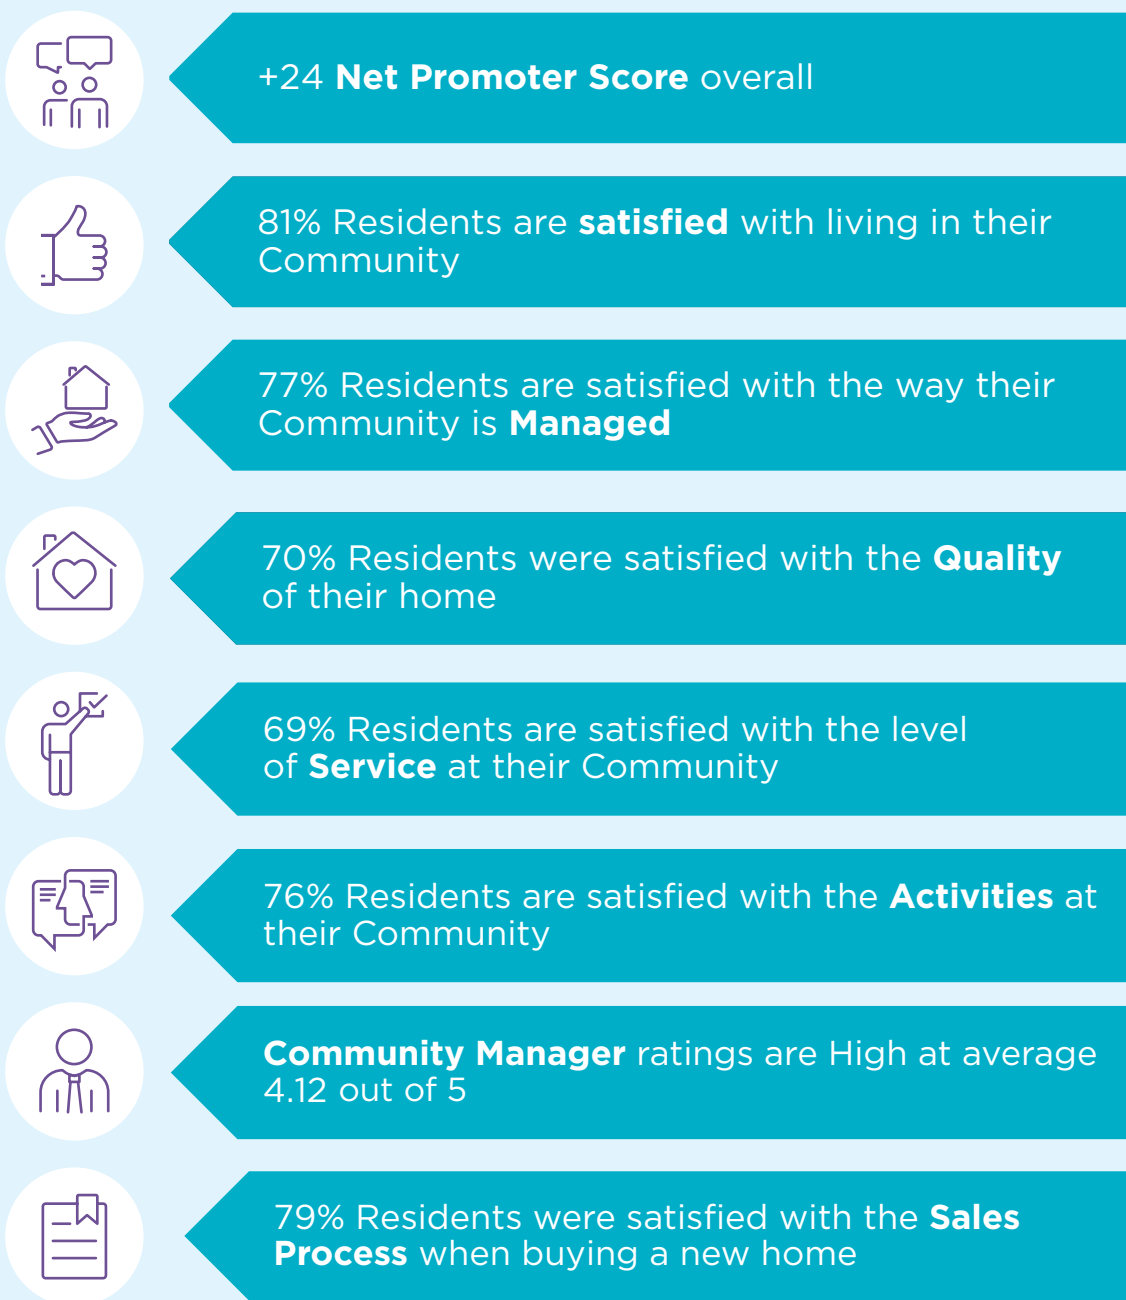 +24 Net Promoter Score overall
81% Residents are satisfied with living in their
Community
77% Residents are satisfied with the way their
Community is Managed
70% Residents were satisfied with the Quality
of their home
69% Residents are satisfied with the level
of Service at their Community
76% Residents are satisfied with the Activities at
their Community
Community Manager ratings are High at average
4.12 out of 5
79% Residents were satisfied with the Sales
Process when buying a new home